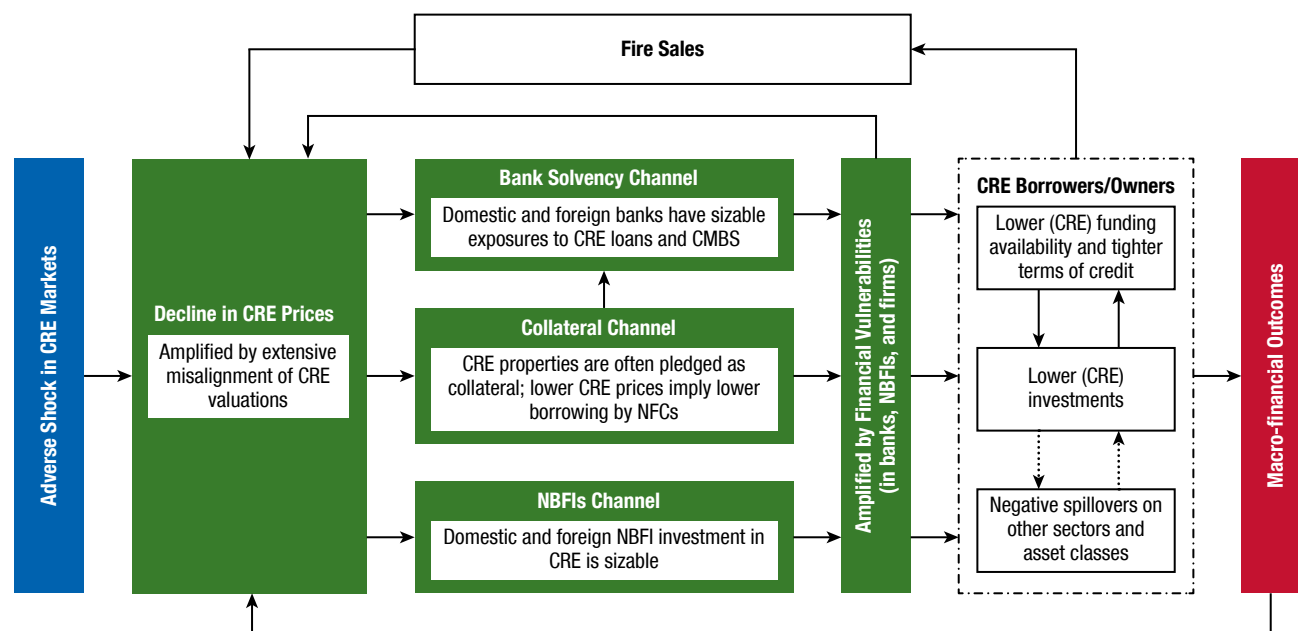 Fire Sales
Adverse Shock in CRE Markets
Decline in CRE Prices
Amplified by extensive
misalignment of CRE
valuations
Bank Solvency Channel
Domestic and foreign banks have sizable
exposures to CRE loans and CMBS
Collateral Channel
CRE properties are often pledged as
collateral; lower CRE prices imply lower
borrowing by NFCs
NBFIs Channel
Domestic and foreign NBFI investment in
CRE is sizable
Amplified by Financial Vulnerabilities
(in banks, NBFIs, and firms)
CRE Borrowers/Owners
Lower (CRE) funding
availability and tighter
terms of credit
Lower (CRE)
investments
Negative spillovers on
other sectors and
asset classes
Macro-financial Outcomes